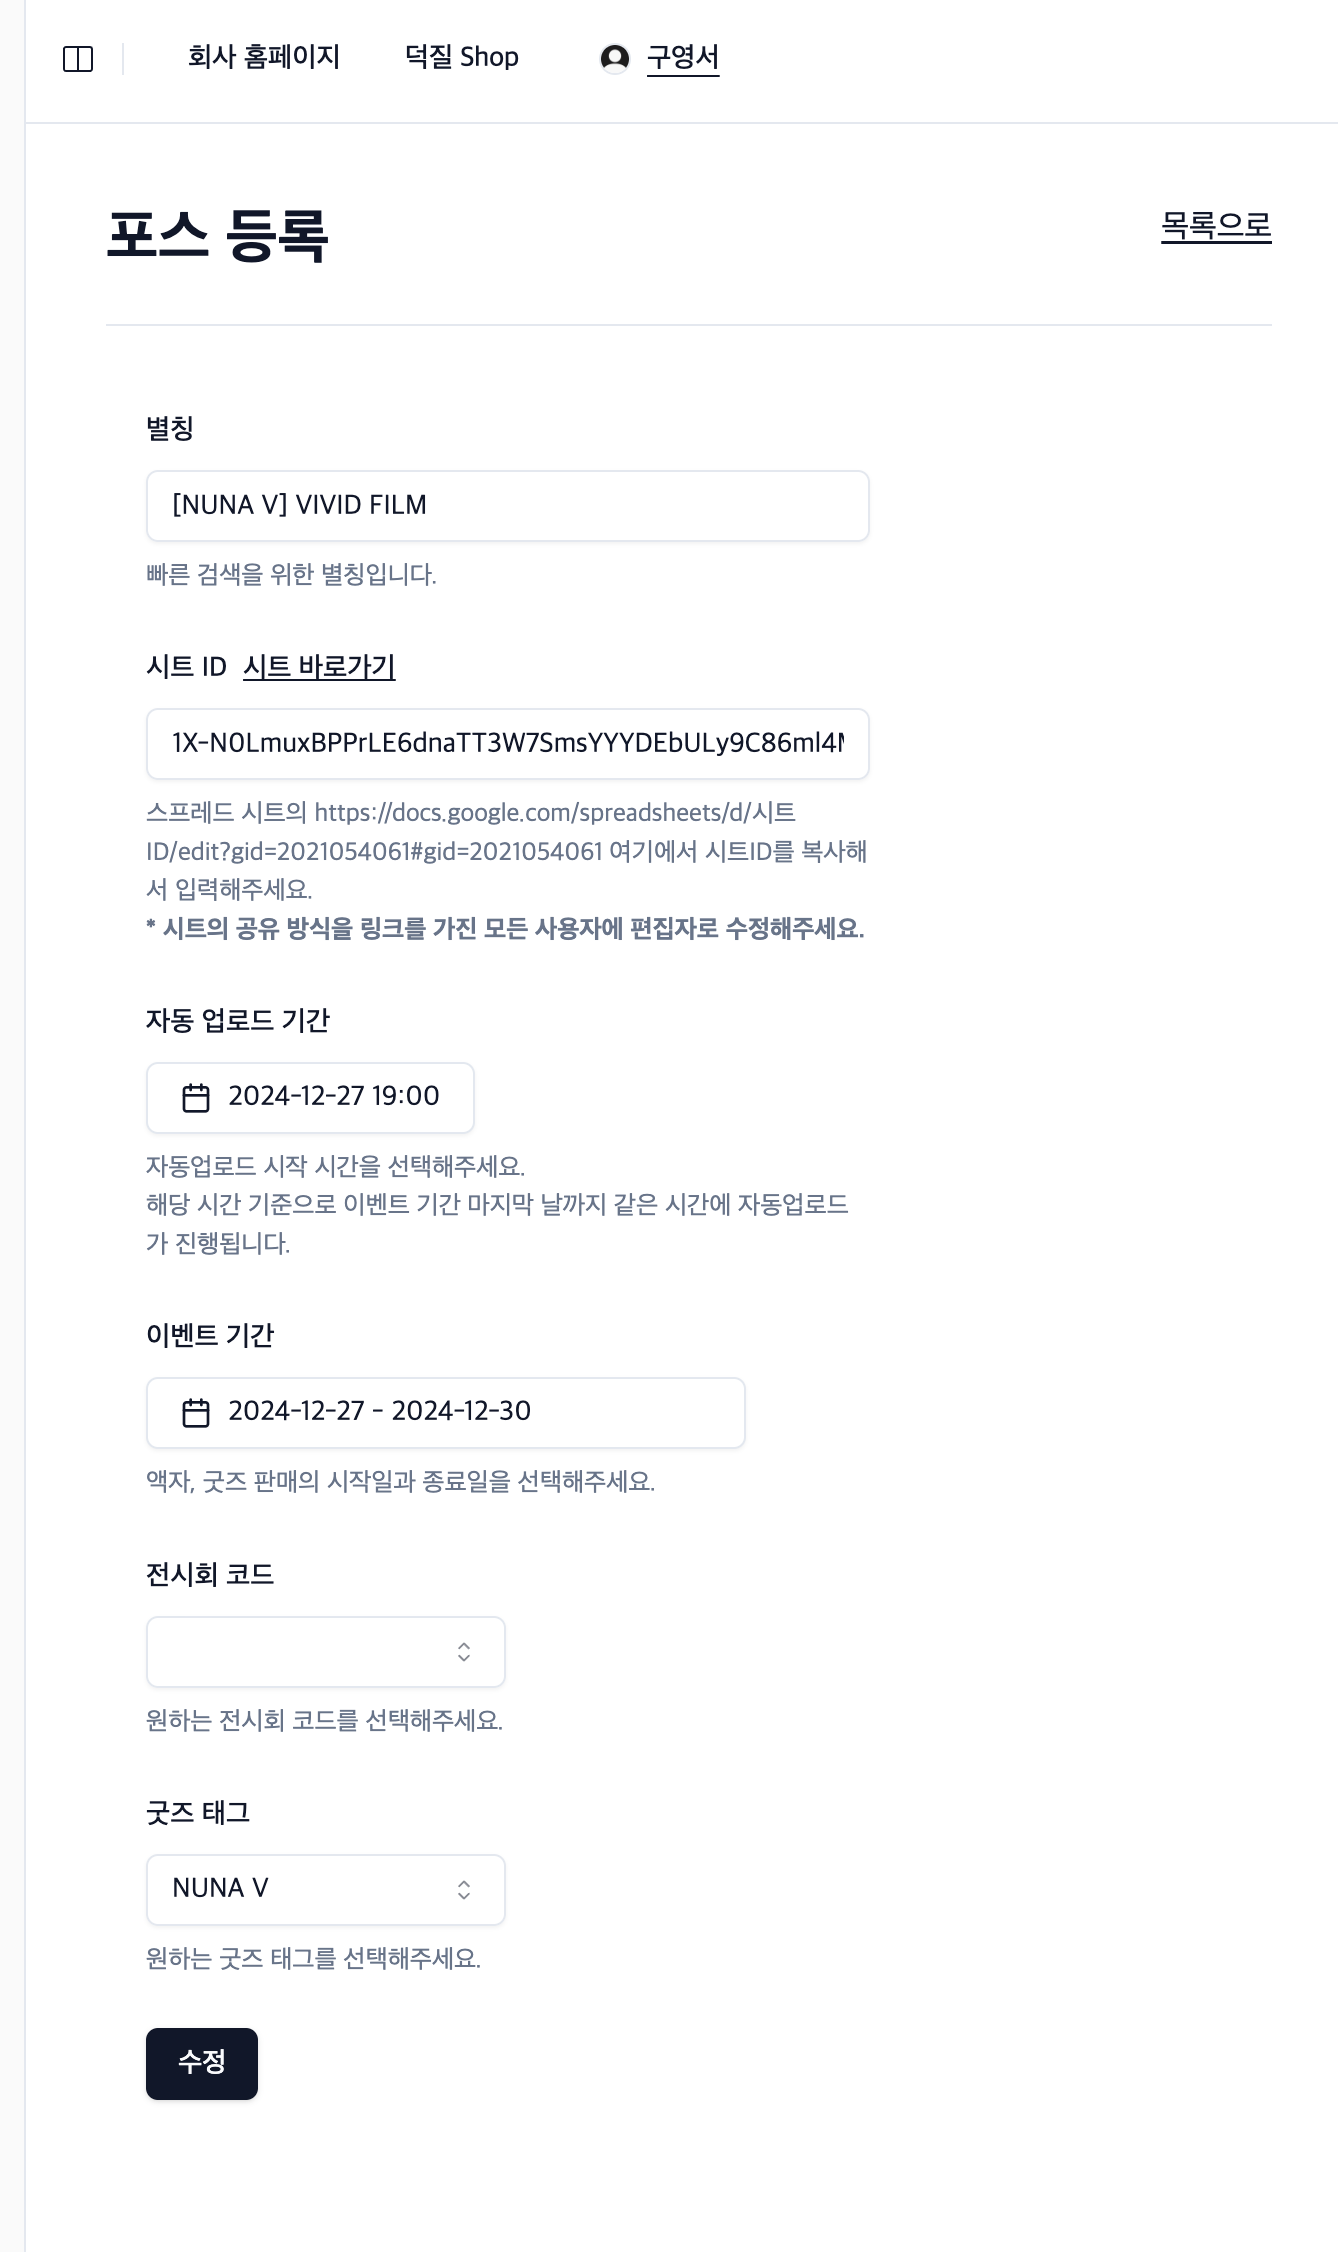 회사 홈페이지 덕질 Shop 구영서
포스 등록
목록으로
별칭
[NUNA V] VIVID FILM
빠른 검색을 위한 별칭입니다.
시트 ID 시트 바로가기
1X-N0LmuxBPPrLE6dnaTT3W7SmsYYYDEbULy9C86ml4
스프레드 시트의 https://docs.google.com/spreadsheets/d/시트
ID/edit?gid=2021054061#gid=2021054061 여기에서 시트ID를 복사해
서 입력해주세요.
* 시트의 공유 방식을 링크를 가진 모든 사용자에 편집자로 수정해주세요.
자동 업로드 기간
2024-12-27 19:00
자동업로드 시작 시간을 선택해주세요.
해당 시간 기준으로 이벤트 기간 마지막 날까지 같은 시간에 자동업로드
가 진행됩니다.
이벤트 기간
2024-12-27 - 2024-12-30
액자, 굿즈 판매의 시작일과 종료일을 선택해주세요.
전시회 코드
원하는 전시회 코드를 선택해주세요.
굿즈 태그
NUNA V
원하는 굿즈 태그를 선택해주세요.
수정